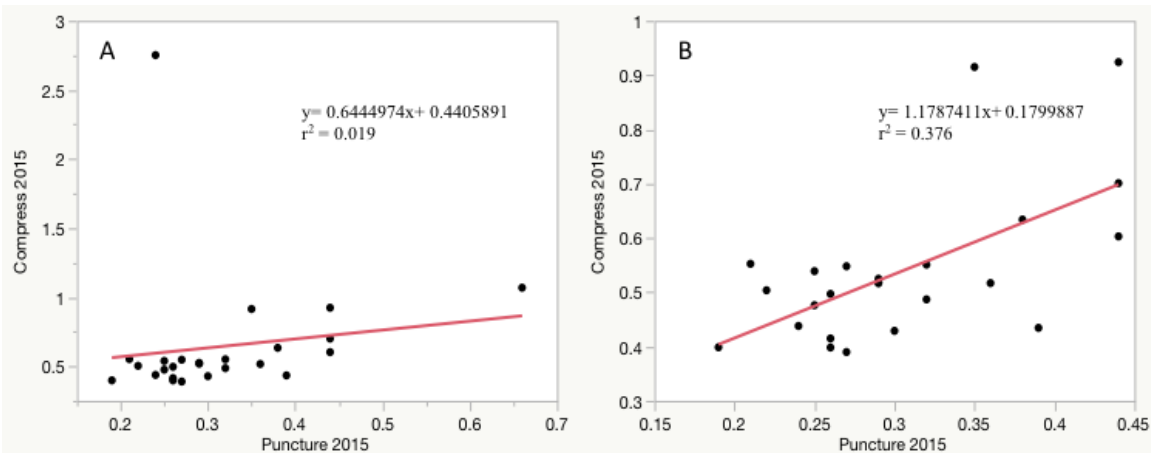 A
3
2.5
2
1.5
1
0.5
Compress 2015
y= 0.6444974x+ 0.4405891
r² = 0.019
0.2 0.3 0.4 0.5 0.6 0.7
Puncture 2015
B
1
0.9
0.8
0.7
0.6
0.5
0.4
0.3
Compress 2015
y= 1.1787411x+ 0.1799887
r² = 0.376
0.15 0.2 0.25 0.3 0.35 0.4 0.45
Puncture 2015